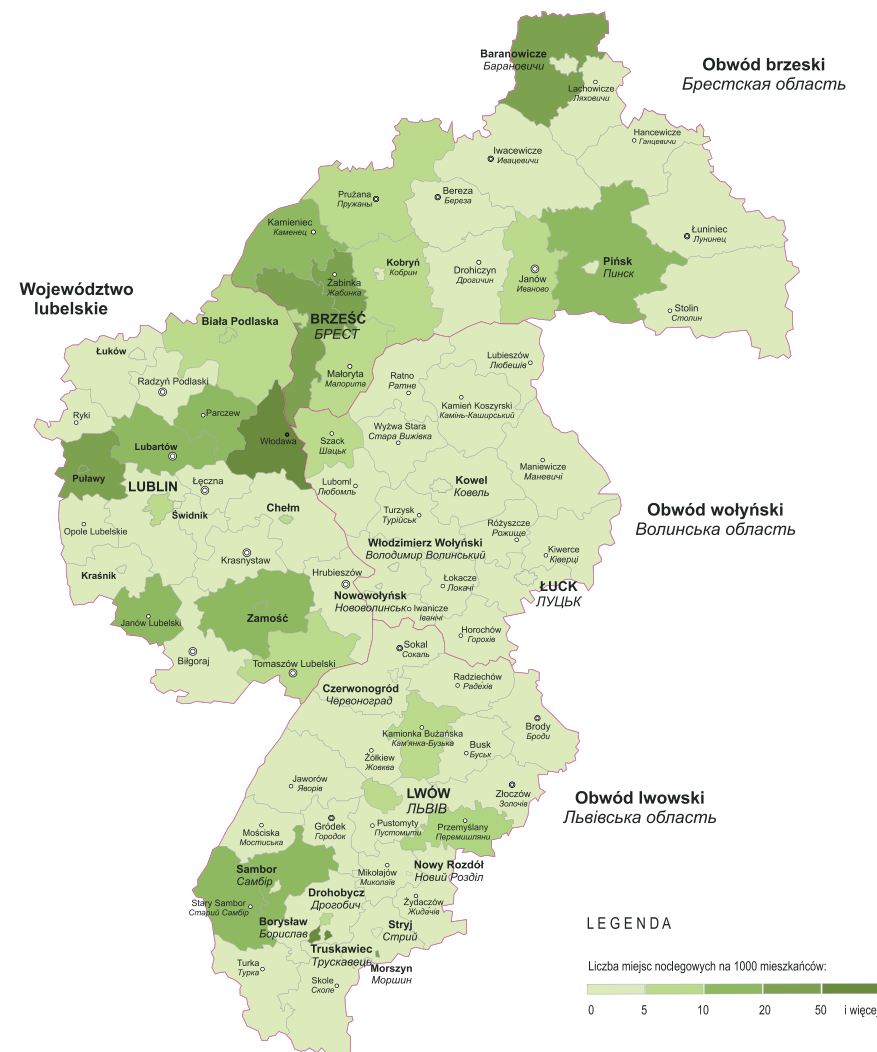 Baranowicze
Барановичи
Obwód brzeski
Брестская область
Lachowicze
Ляховичи
Hancewicze
Ганцевичи
Iwacewicze
Ивацевичи
Prużana
Пружаны
Bereza
Береза
Kamieniec
Каменец
Łuniniec
Лунинец
Kobryń
Кобрин
Drohiczyn
Дрогичин
Janów
Иваново
Pińsk
Пинск
Żabinka
Жабинка
Stolin
Столин
Województwo
lubelskie
BRZEŚĆ
БРЕСТ
Biała Podlaska
Łuków
Małoryta
Малорита
Radzyń Podlaski
Ryki
Parczew
Lubartów
Włodawa
Puławy
LUBLIN
Łęczna
Świdnik
Chełm
Opole Lubelskie
Kraśnik
Krasnystaw
Hrubieszów
Janów Lubelski
Zamość
Biłgoraj
Tomaszów Lubelski
Lubieszów
Любешів
Ratno
Ратне
Kamień Koszyrski
Камінь-Каширський
Szack
Шацьк
Wyżwa Stara
Стара Вижівка
Luboml
Любомль
Kowel
Ковель
Maniewicze
Маневичі
Obwód wołyński
Волинська область
Turzysk
Турійськ
Różyszcze
Рожище
Włodzimierz Wołyński
Володимир Волинський
Kiwerce
Ківерці
Łokacze
Локачі
ŁUCK
ЛУЦЬК
Nowowołyńsk
Нововолинськ
Iwanicze
Іванічі
Horochów
Горохів
Sokal
Сокаль
Radziechów
Радехів
Czerwonogród
Червоноград
Kamionka Bużańska
Кам'янка-Бузька
Brody
Броди
Busk
Буськ
Żółkiew
Жовква
Jaworów
Яворів
LWÓW
ЛЬВІВ
Złoczów
Золочів
Obwód lwowski
Львівська область
Mościska
Мостиська
Gródek
Городок
Pustomyty
Пустомити
Przemyślany
Перемишляни
Sambor
Самбір
Mikołajów
Миколаїв
Nowy Rozdół
Новий Розділ
Drohobycz
Дрогобич
Stary Sambor
Старий Самбір
Żydaczów
Жидачів
Borysław
Борислав
Stryj
Стрий
Truskawiec
Трускавець
Morszyn
Моршин
Turka
Турка
Skole
Сколе
LEGENDA
Liczba miejsc noclegowych na 1000 mieszkańców:
0 5 10 20 50 i więcej